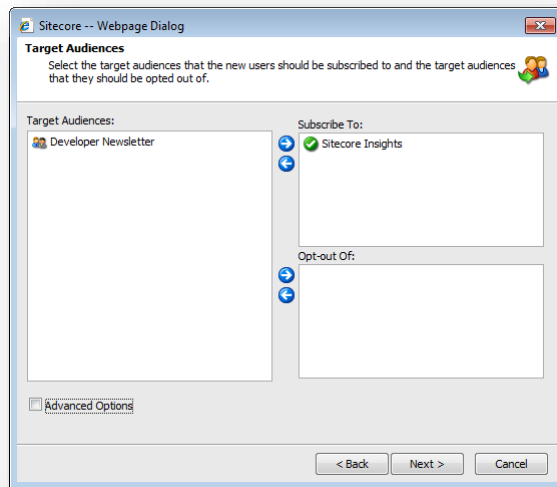 Sitecore -- Webpage Dialog
Target Audiences
Select the target audiences that the new users should be subscribed to and the target audiences
that they should be opted out of.
Target Audiences:
Developer Newsletter
Subscribe To:
Sitecore Insights
Opt-out Of:
Advanced Options
< Back
Next >
Cancel